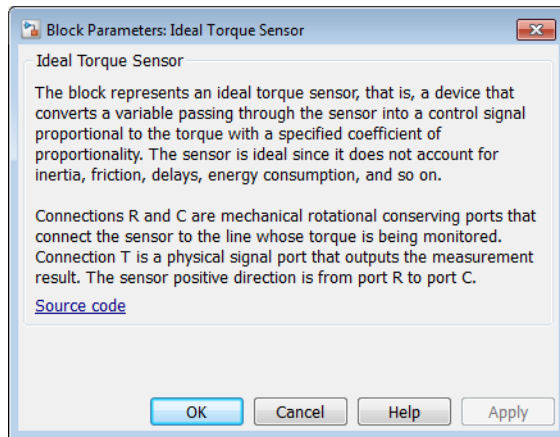 Block Parameters: Ideal Torque Sensor
Ideal Torque Sensor
The block represents an ideal torque sensor, that is, a device that
converts a variable passing through the sensor into a control signal
proportional to the torque with a specified coefficient of
proportionality. The sensor is ideal since it does not account for
inertia, friction, delays, energy consumption, and so on.
Connections R and C are mechanical rotational conserving ports that
connect the sensor to the line whose torque is being monitored.
Connection T is a physical signal port that outputs the measurement
result. The sensor positive direction is from port R to port C.
Source code
OK Cancel Help Apply